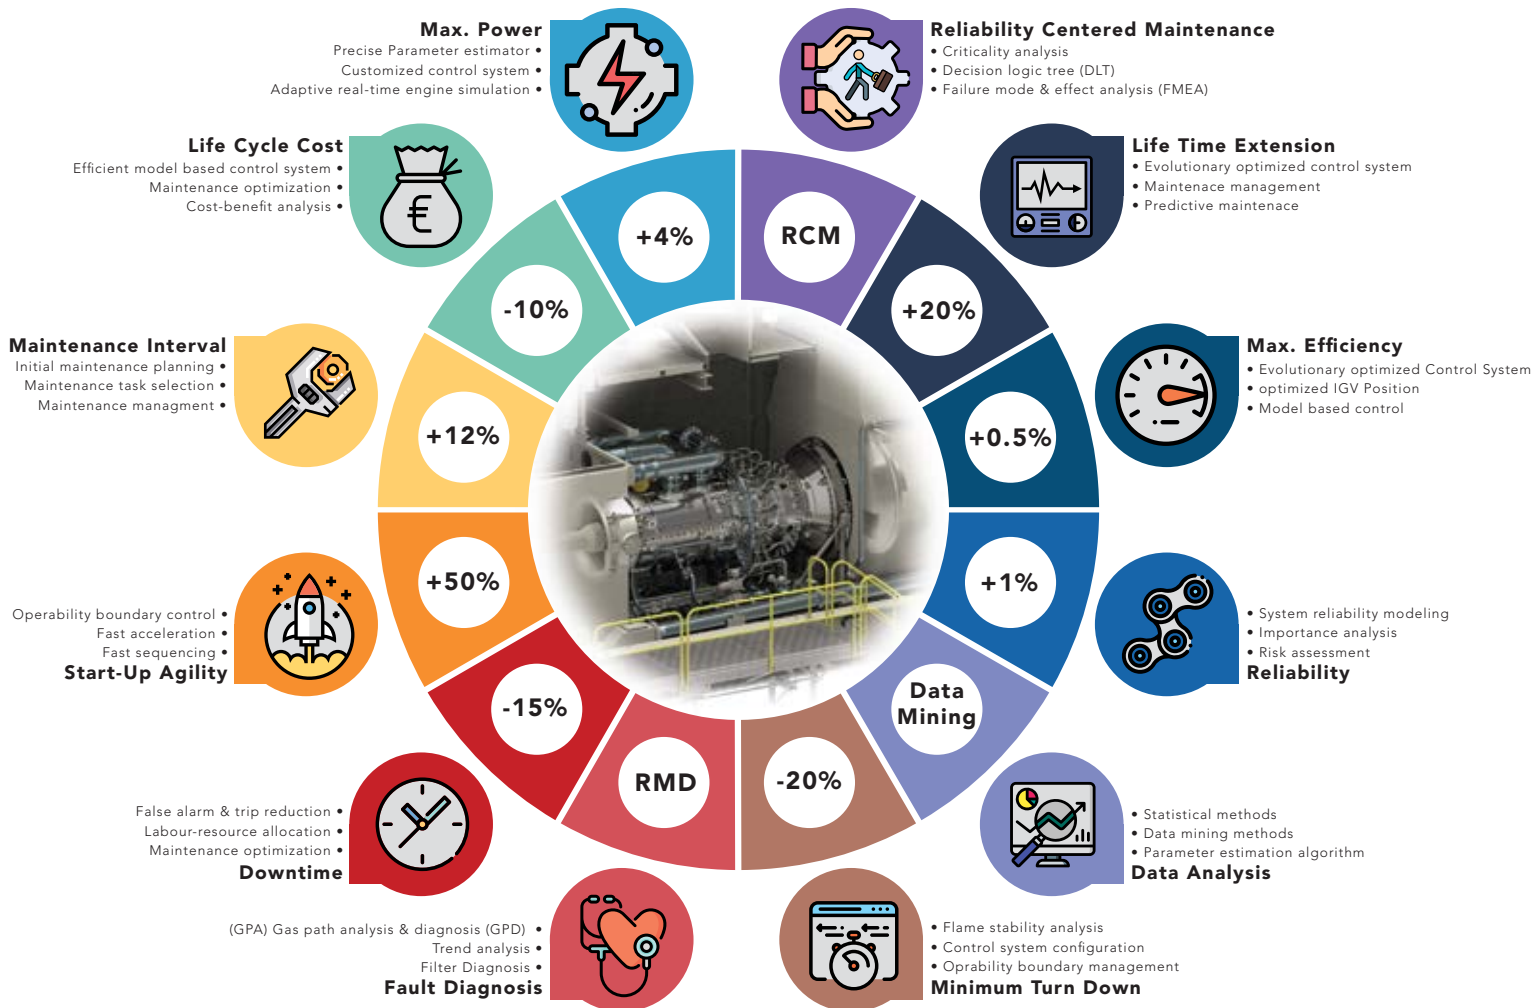 Max. Power
Precise Parameter estimator •
Customized control system •
Adaptive real-time engine simulation •
Reliability Centered Maintenance
• Criticality analysis
• Decision logic tree (DLT)
• Failure mode & effect analysis (FMEA)
Life Cycle Cost
Efficient model based control system •
Maintenance optimization •
Cost-benefit analysis •
€
Life Time Extension
• Evolutionary optimized control system
• Maintenace management
• Predictive maintenace
+4%
RCM
-10%
+20%
Maintenance Interval
Initial maintenance planning •
Maintenance task selection •
Maintenance managment •
Max. Efficiency
• Evolutionary optimized Control System
• optimized IGV Position
• Model based control
+12%
+0.5%
+50%
+1%
Operability boundary control •
Fast acceleration •
Fast sequencing •
Start-Up Agility
• System reliability modeling
• Importance analysis
• Risk assessment
Reliability
-15%
Data
Mining
RMD
-20%
False alarm & trip reduction •
Labour-resource allocation •
Maintenance optimization •
Downtime
• Statistical methods
• Data mining methods
• Parameter estimation algorithm
Data Analysis
(GPA) Gas path analysis & diagnosis (GPD) •
Trend analysis •
Filter Diagnosis •
Fault Diagnosis
• Flame stability analysis
• Control system configuration
• Oprability boundary management
Minimum Turn Down